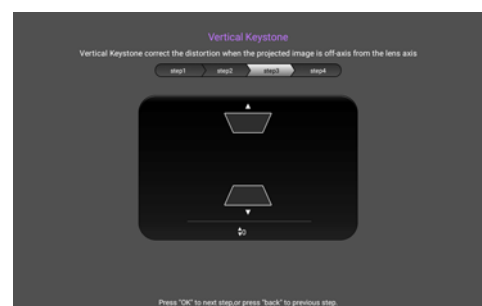 Vertical Keystone
Vertical Keystone correct the distortion when the projected image is off-axis from the lens axis
step1 step2 step3 step4
0
Press "OK" to next step,or press "back" to previous step.